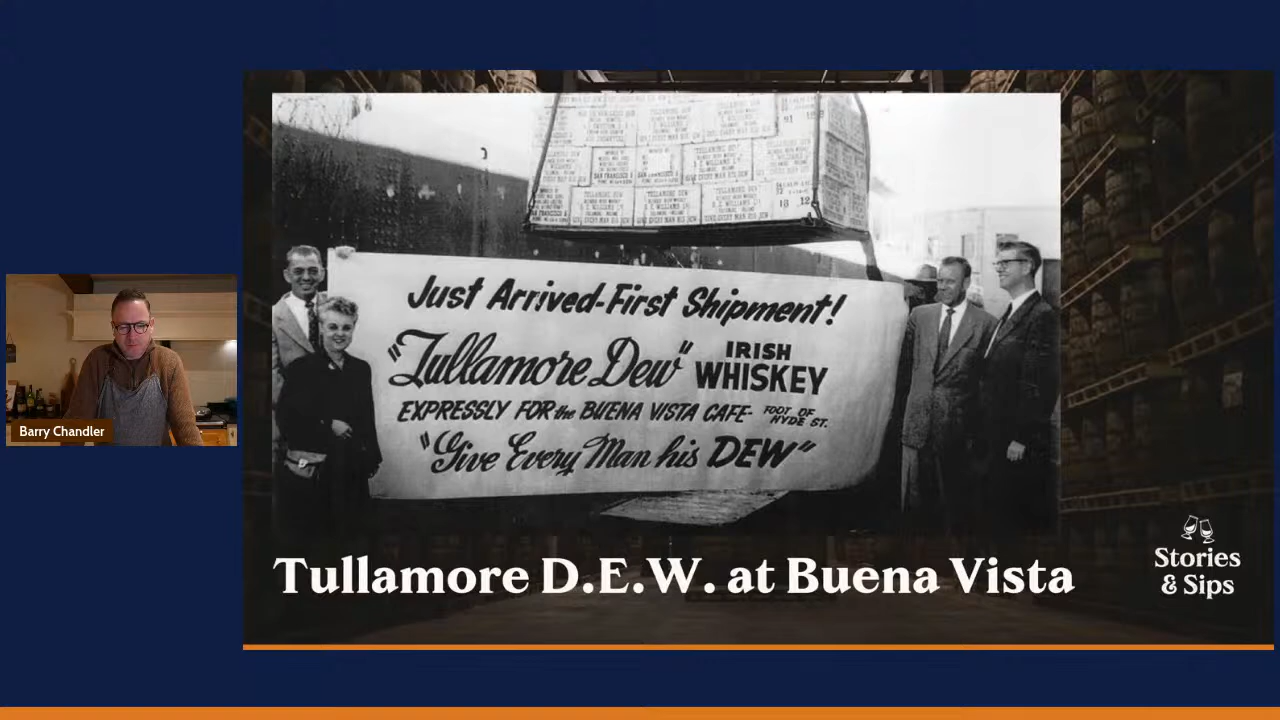 Just Arrived-First Shipment!
"Tullamore Dew" IRISH WHISKEY
EXPRESSLY FOR the BUENA VISTA CAFE- FOOT OF HYDE ST.
"Give Every Man his DEW"
Barry Chandler
Tullamore D.E.W. at Buena Vista
Stories
& Sips